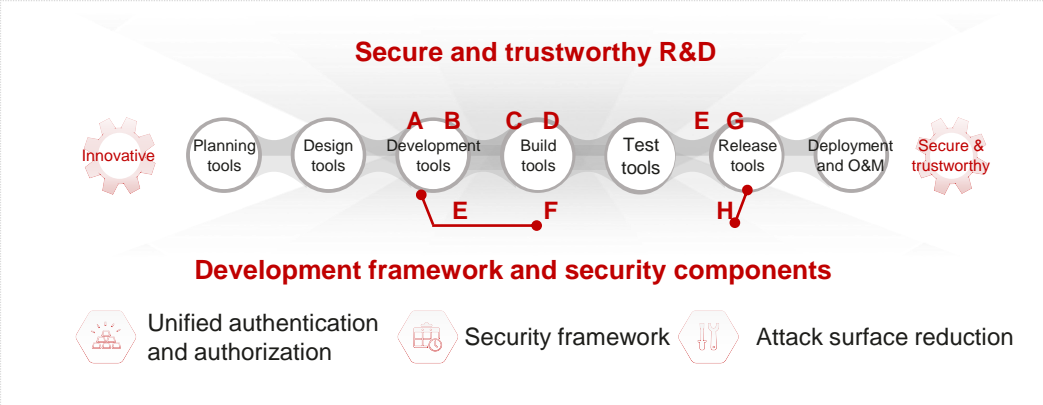 Secure and trustworthy R&D
A B C D E G
Innovative
Planning
tools
Design
tools
Development
tools
Build
tools
Test
tools
Release
tools
Deployment
and O&M
Secure &
trustworthy
E F H
Development framework and security components
Unified authentication
and authorization
Security framework
Attack surface reduction